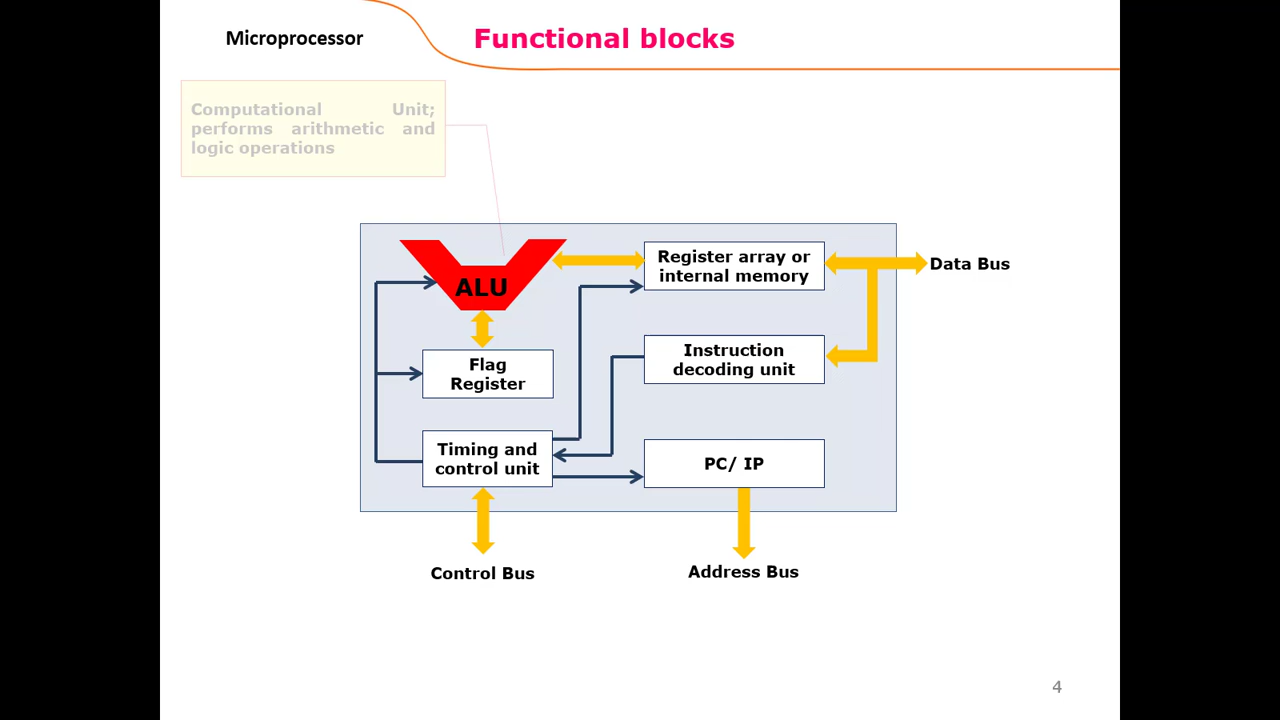 Microprocessor
Functional blocks
Computational Unit;
performs arithmetic and
logic operations
ALU
Register array or
internal memory
Data Bus
Flag
Register
Instruction
decoding unit
Timing and
control unit
PC/ IP
Control Bus
Address Bus
4